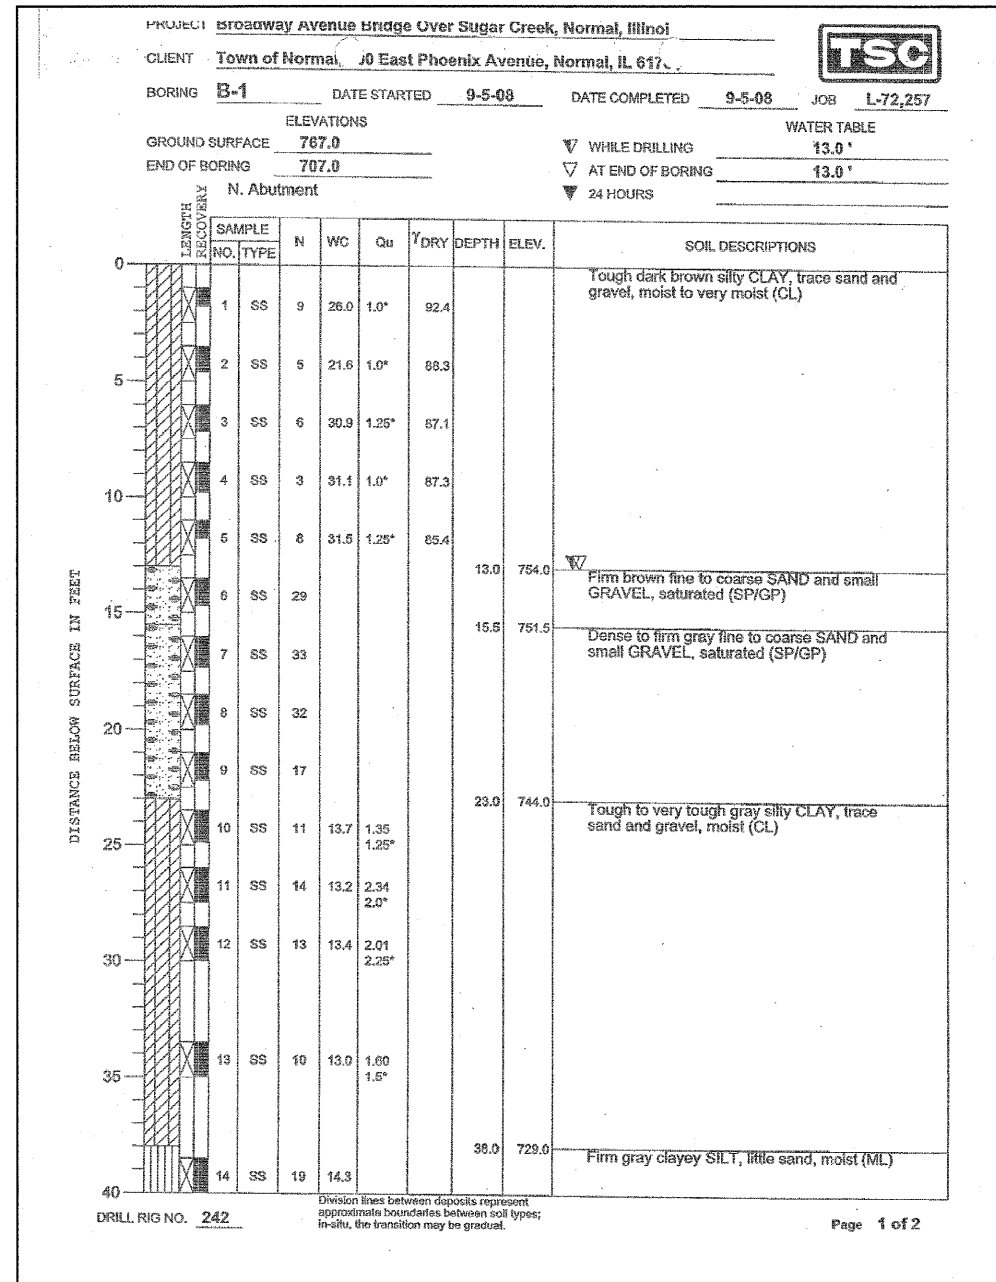 PROJECT Broadway Avenue Bridge Over Sugar Creek, Normal, Illinoi
CLIENT Town of Normal, East Phoenix Avenue, Normal, IL
TSC
BORING B-1 DATE STARTED 9-5-08 DATE COMPLETED 9-5-08 JOB L-72,257
ELEVATIONS WATER TABLE
GROUND SURFACE 767.0 WHILE DRILLING 13.0 '
END OF BORING 707.0 AT END OF BORING 13.0 '
N. Abutment 24 HOURS
LENGTH
RECOVERY
SAMPLE
NO. TYPE N WC Qu γDRY DEPTH ELEV. SOIL DESCRIPTIONS
DISTANCE BELOW SURFACE IN FEET
0
Tough dark brown silty CLAY, trace sand and
gravel, moist to very moist (CL)
1 SS 9 26.0 1.0* 92.4
2 SS 5 21.6 1.0* 88.3
5
3 SS 6 30.9 1.25* 87.1
4 SS 3 31.1 1.0* 87.3
10
5 SS 8 31.5 1.25* 85.4
13.0 754.0
Firm brown fine to coarse SAND and small
GRAVEL, saturated (SP/GP)
6 SS 29
15
15.5 751.5
Dense to firm gray fine to coarse SAND and
small GRAVEL, saturated (SP/GP)
7 SS 33
8 SS 32
20
9 SS 17
23.0 744.0
Tough to very tough gray silty CLAY, trace
sand and gravel, moist (CL)
10 SS 11 13.7 1.35
1.25*
25
11 SS 14 13.2 2.34
2.0*
12 SS 13 13.4 2.01
2.25*
30
13 SS 10 13.0 1.60
1.5*
35
38.0 729.0
Firm gray clayey SILT, little sand, moist (ML)
14 SS 19 14.3
40
DRILL RIG NO. 242
Division lines between deposits represent
approximate boundaries between soil types;
in-situ, the transition may be gradual.
Page 1 of 2